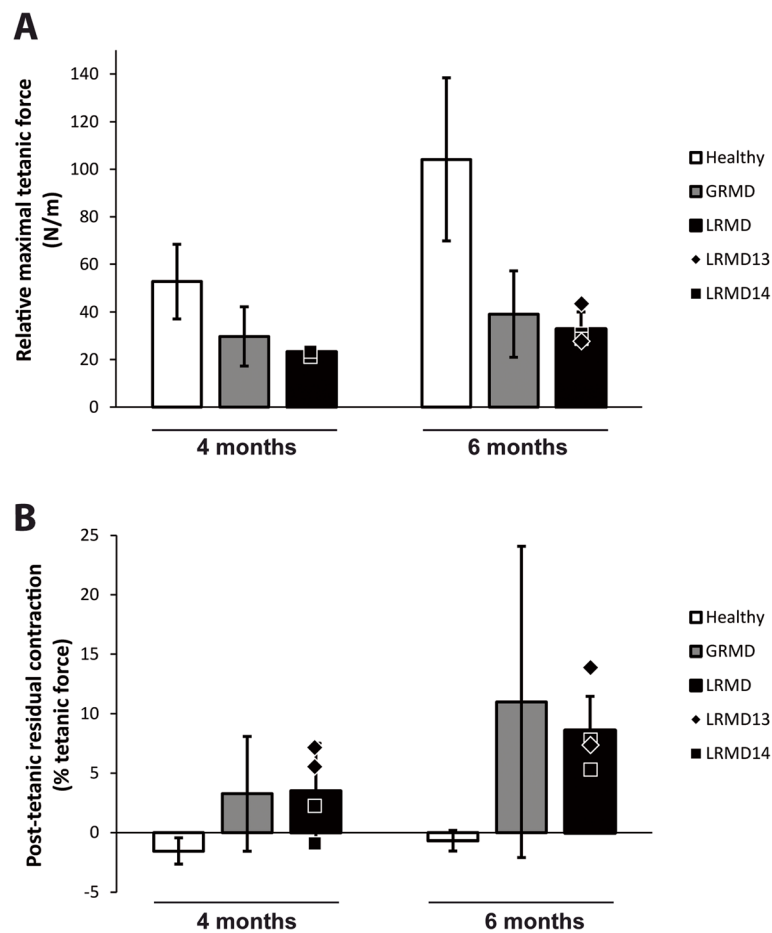 A
Relative maximal tetanic force
(N/m)
140
120
100
80
60
40
20
0
4 months
6 months
Healthy
GRMD
LRMD
LRMD13
LRMD14
B
Post-tetanic residual contraction
(% tetanic force)
25
20
15
10
5
0
-5
4 months
6 months
Healthy
GRMD
LRMD
LRMD13
LRMD14